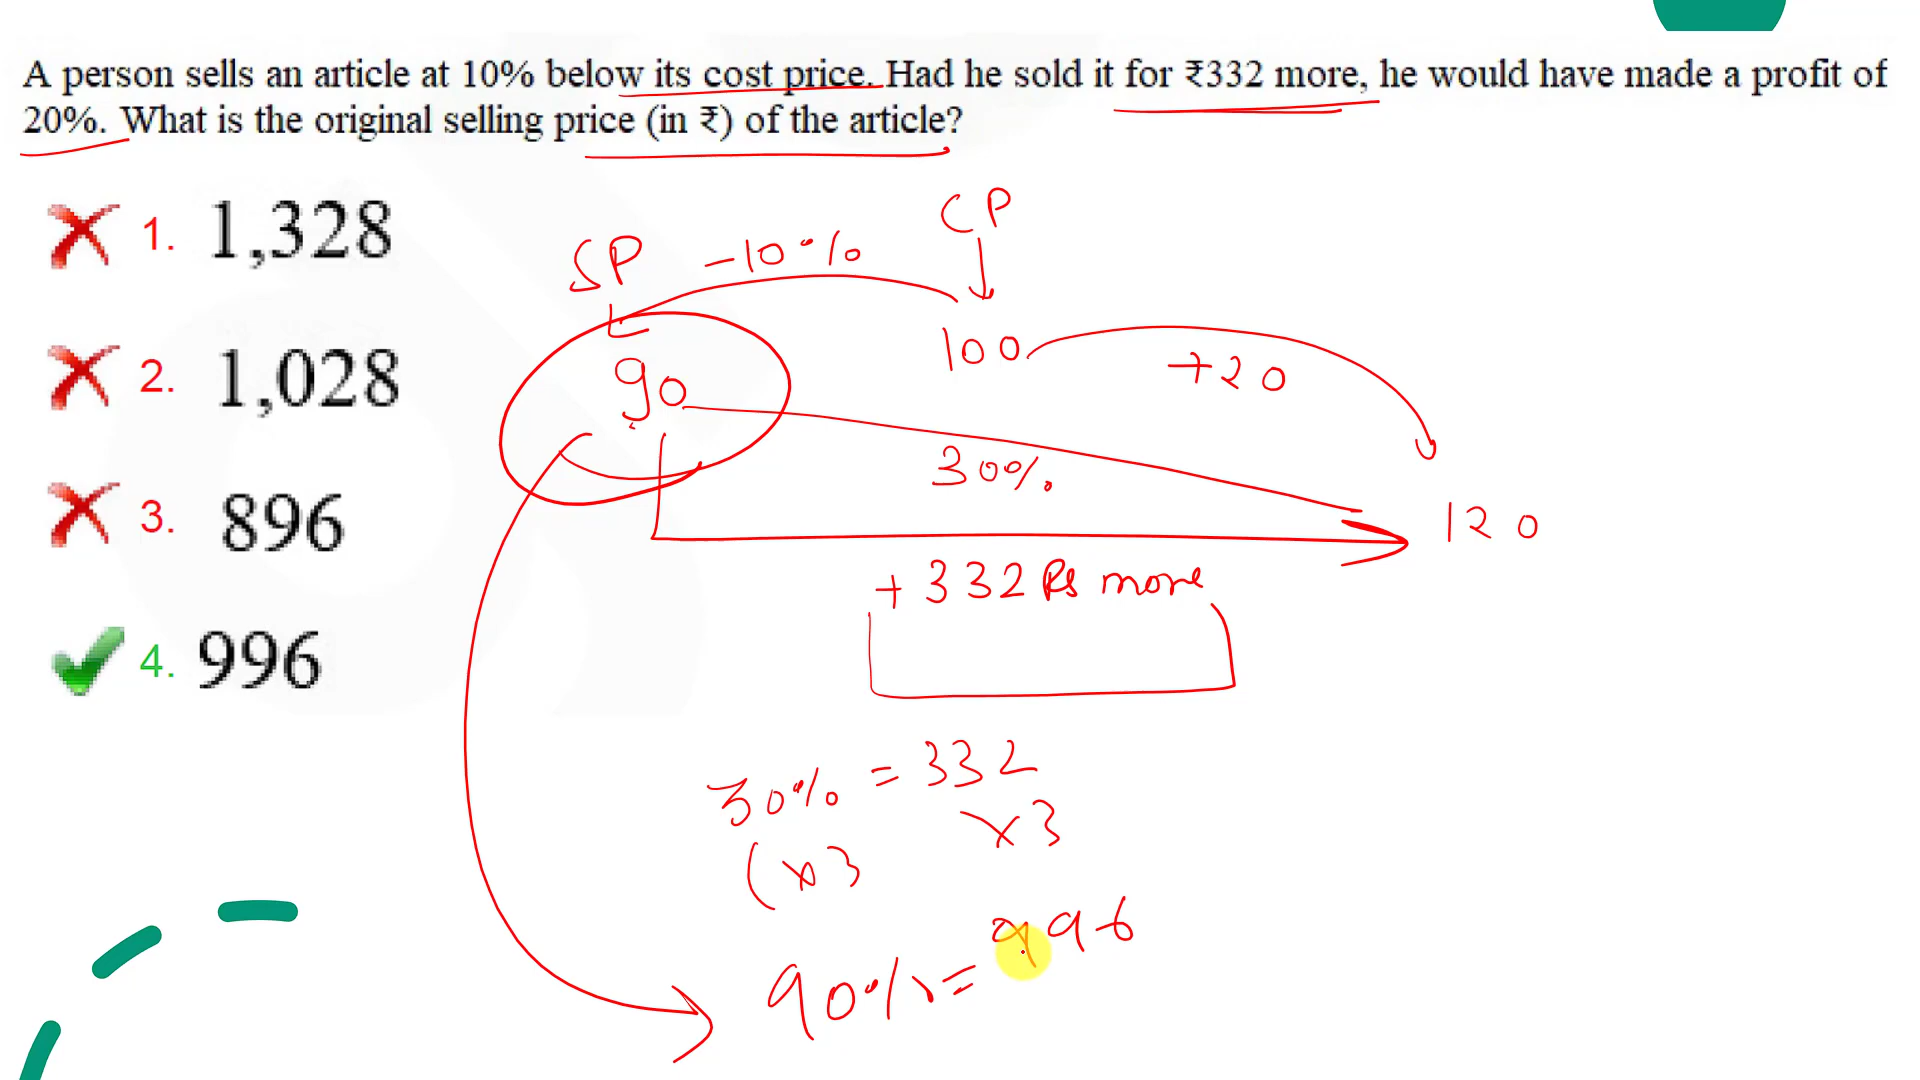 A person sells an article at 10% below its cost price. Had he sold it for ₹332 more, he would have made a profit of
20%. What is the original selling price (in ₹) of the article?
1. 1,328
2. 1,028
3. 896
4. 996
CP
SP
-10%
100
+20
90
30%
120
+ 332 Rs more
30% = 332
(x3 x3
90% = 996